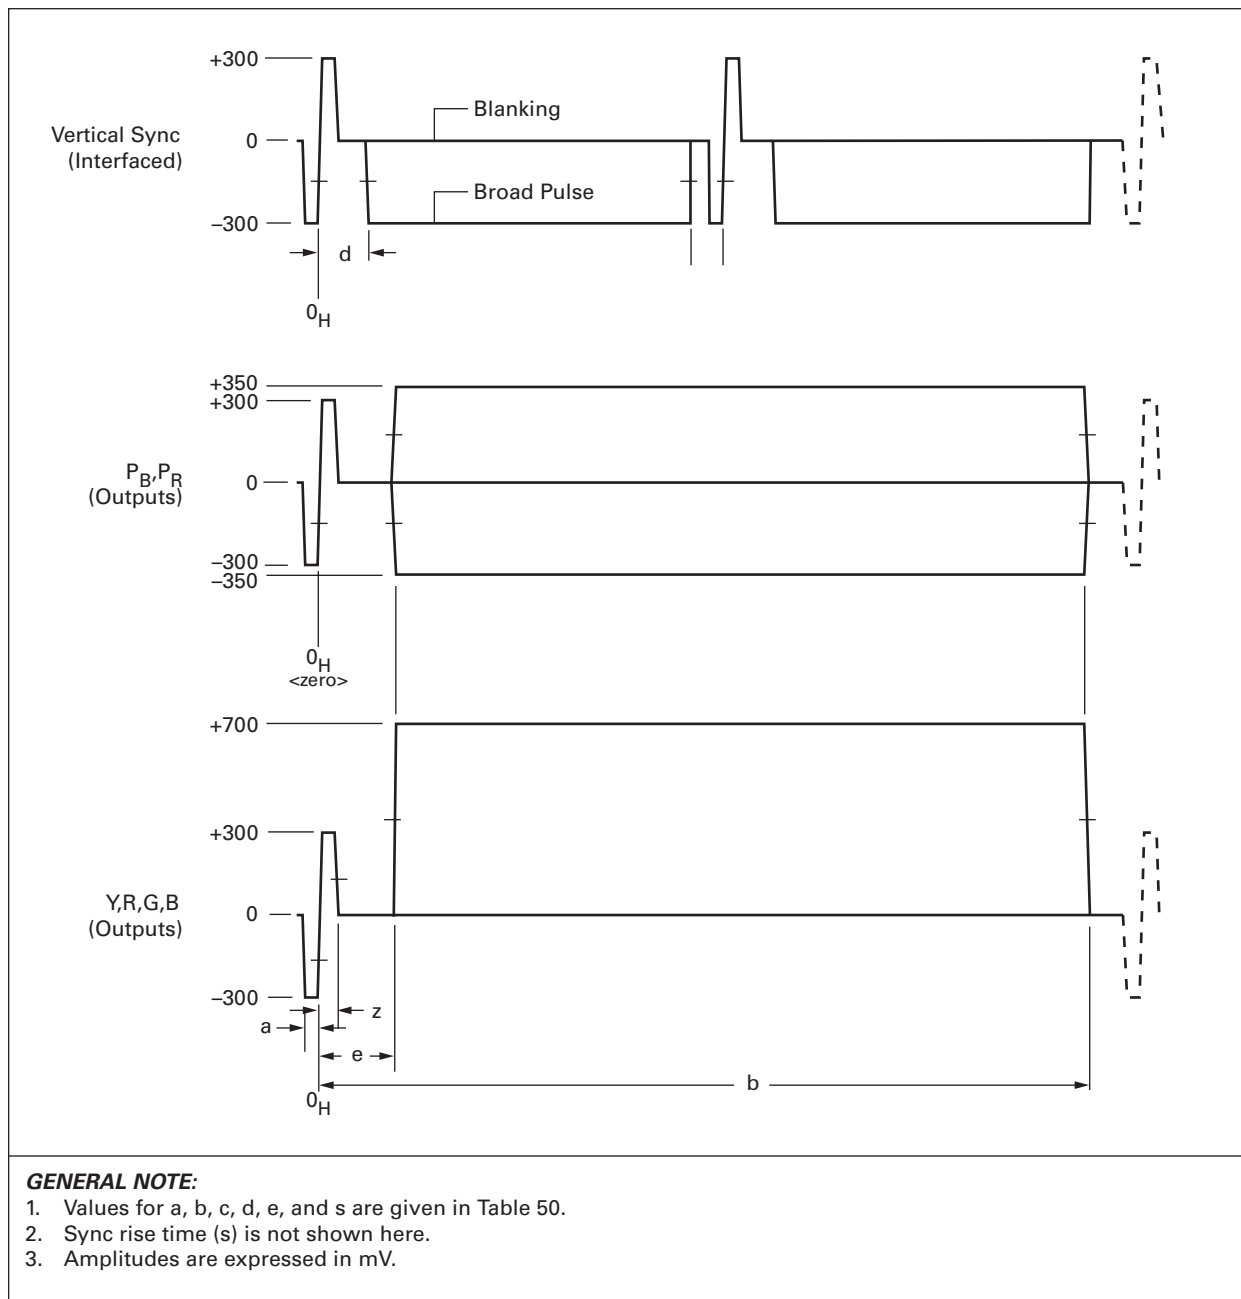 +300
Blanking
Vertical Sync
(Interfaced)
0
Broad Pulse
–300
d
0H
+350
+300
PB,PR
(Outputs)
0
–300
–350
0H
<zero>
+700
+300
Y,R,G,B
(Outputs)
0
–300
z
a
e
b
0H
GENERAL NOTE:
1. Values for a, b, c, d, e, and s are given in Table 50.
2. Sync rise time (s) is not shown here.
3. Amplitudes are expressed in mV.